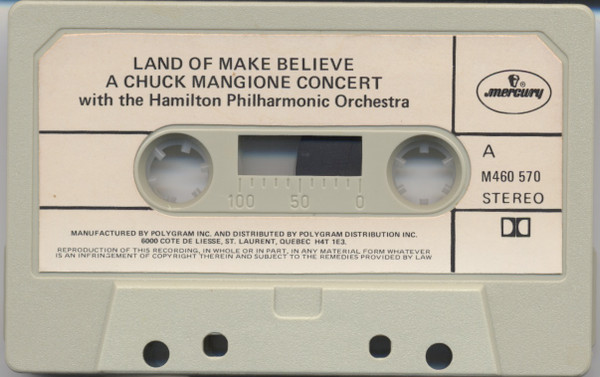 LAND OF MAKE BELIEVE
A CHUCK MANGIONE CONCERT
with the Hamilton Philharmonic Orchestra
mercury ®
A
M460 570
STEREO
100 50 0
MANUFACTURED BY POLYGRAM INC. AND DISTRIBUTED BY POLYGRAM DISTRIBUTION INC.
6000 COTE DE LIESSE, ST. LAURENT, QUEBEC H4T 1E3.
REPRODUCTION OF THIS RECORDING, IN WHOLE OR IN PART, IN ANY MATERIAL FORM WHATEVER
IS AN INFRINGEMENT OF COPYRIGHT THEREIN AND SUBJECT TO THE REMEDIES PROVIDED BY LAW